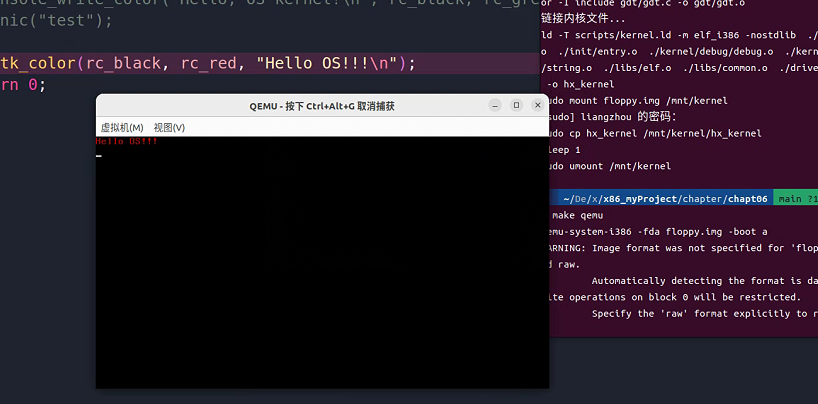 nsole_write_color("Hello, OS kernel!\n", rc_black, rc_gre
nic("test");
tk_color(rc_black, rc_red, "Hello OS!!!\n");
rn 0;
QEMU - 按下 Ctrl+Alt+G 取消捕获
虚拟机(M) 视图(V)
Hello OS!!!
or -I include gdt/gdt.c -o gdt/gdt.o
链接内核文件...
ld -T scripts/kernel.ld -m elf_i386 -nostdlib ./
o ./init/entry.o ./kernel/debug/debug.o ./kern
/string.o ./libs/elf.o ./libs/common.o ./drive
-o hx_kernel
udo mount floppy.img /mnt/kernel
sudo] liangzhou 的密码：
udo cp hx_kernel /mnt/kernel/hx_kernel
leep 1
udo umount /mnt/kernel
~/De/x/x86_myProject/chapter/chapt06 main ?1
make qemu
emu-system-i386 -fda floppy.img -boot a
ARNING: Image format was not specified for 'flop
d raw.
Automatically detecting the format is da
ite operations on block 0 will be restricted.
Specify the 'raw' format explicitly to r